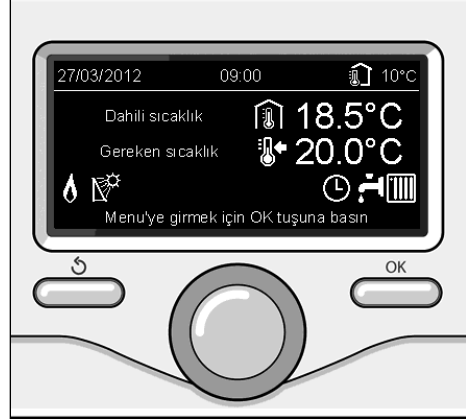 27/03/2012 09:00 10°C
Dahili sıcaklık 18.5°C
Gereken sıcaklık 20.0°C
Menu'ye girmek için OK tuşuna basın
OK